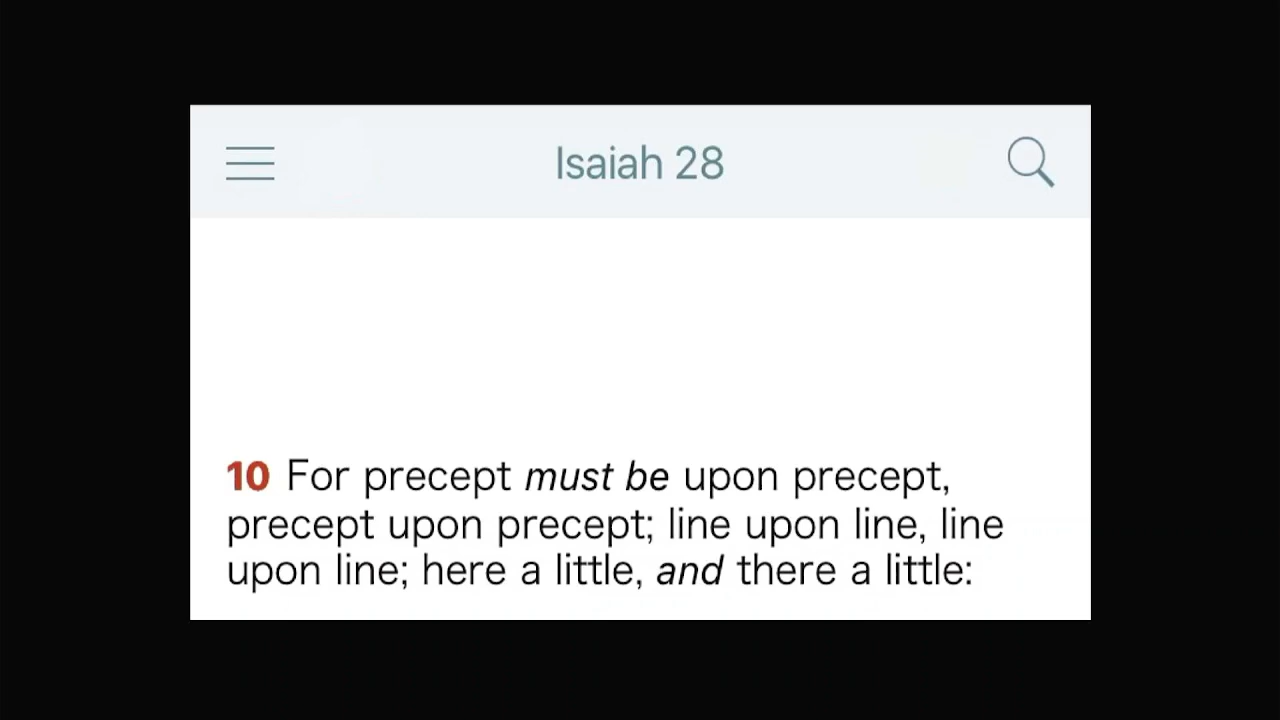 Isaiah 28
10 For precept must be upon precept,
precept upon precept; line upon line, line
upon line; here a little, and there a little: